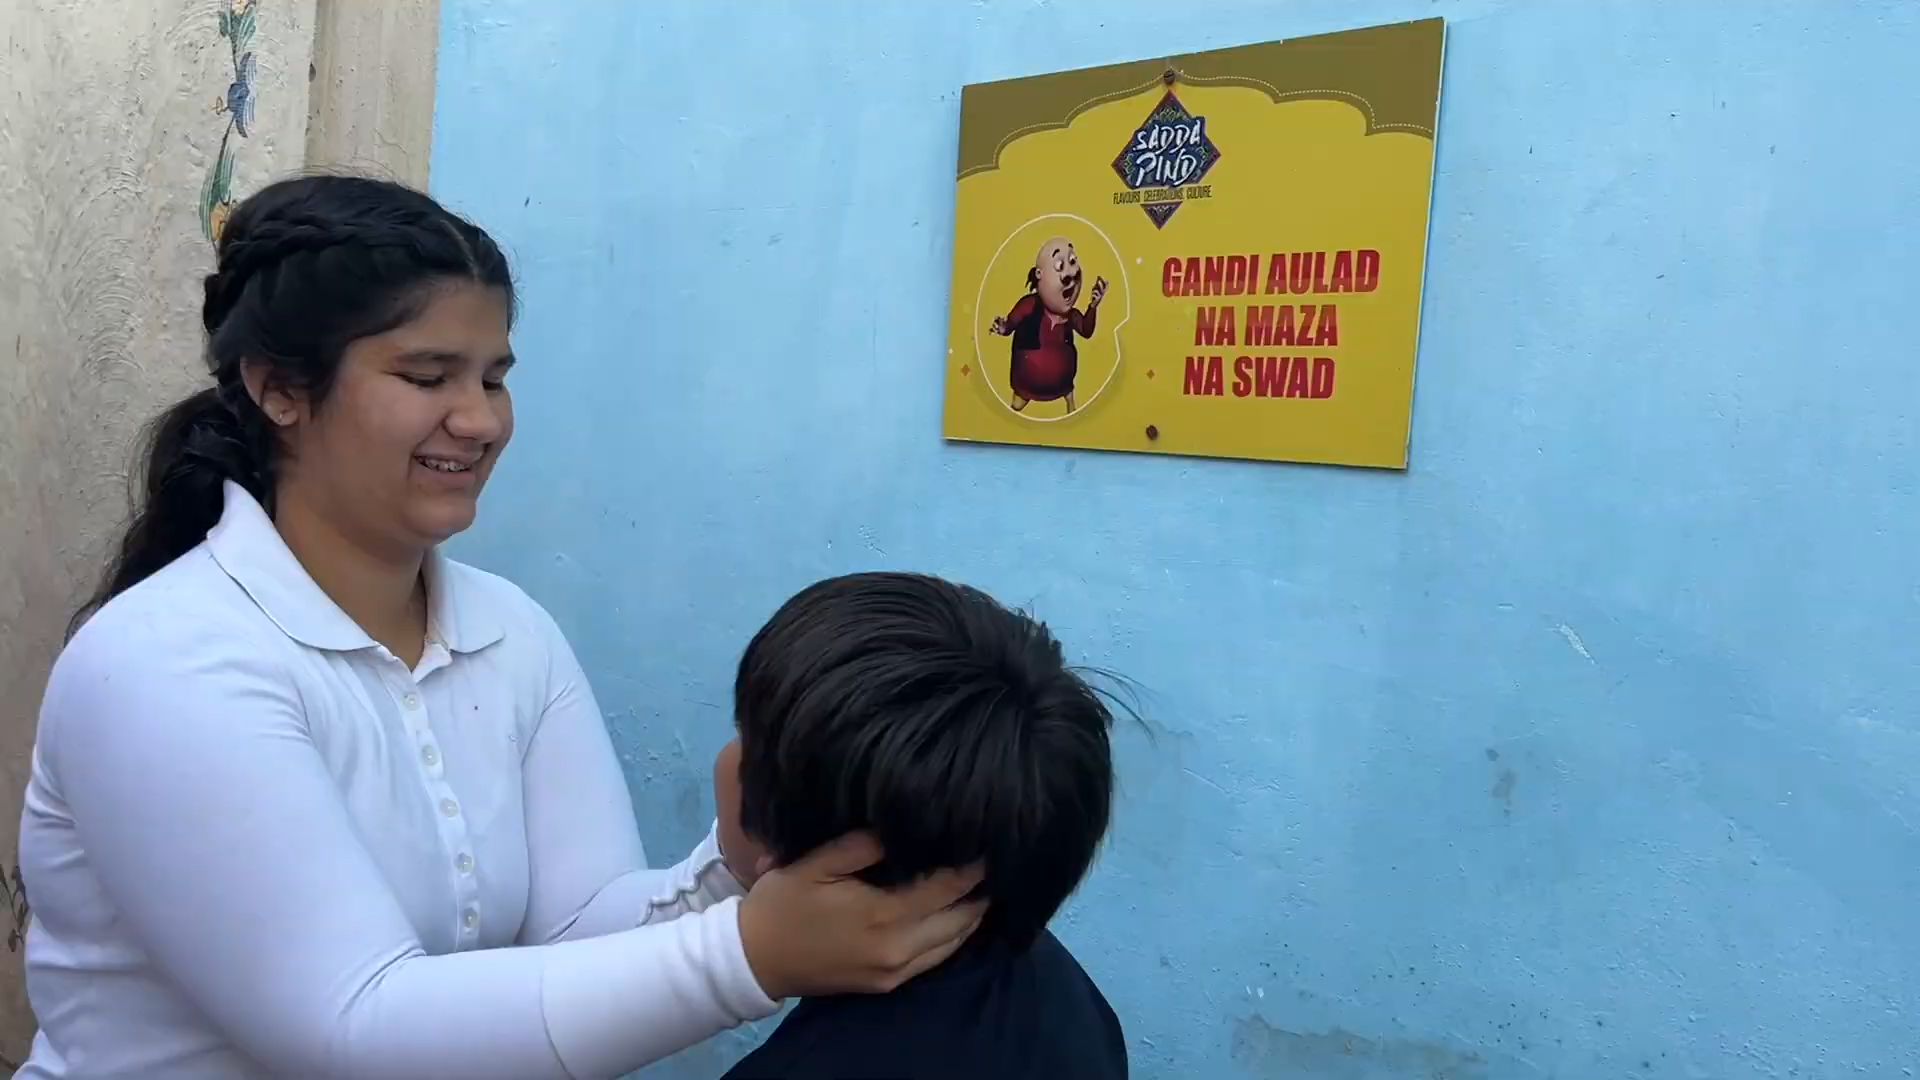 SADDA
PIND
FLAVOURS CELEBRATIONS CULTURE
GANDI AULAD
NA MAZA
NA SWAD